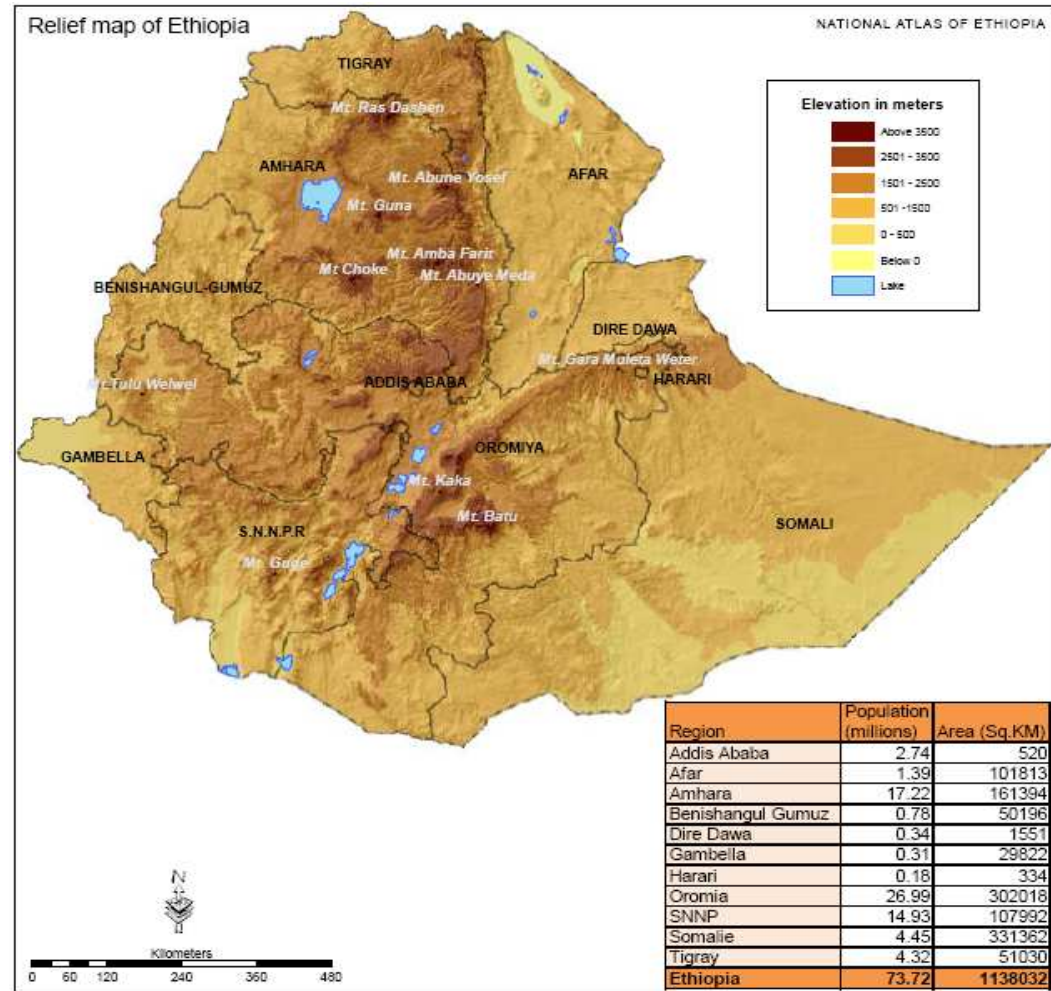 Relief map of Ethiopia
NATIONAL ATLAS OF ETHIOPIA
TIGRAY
Mt. Ras Dashen
AMHARA
Mt. Abune Yosef
AFAR
Mt. Guna
Mt. Amba Farit
Mt Choke
Mt. Abuye Meda
BENISHANGUL-GUMUZ
DIRE DAWA
Mt. Gara Muleta Weter
Mt. Tulu Welwel
ADDIS ABABA
HARARI
GAMBELLA
OROMIYA
Mt. Kaka
Mt. Batu
S.N.N.P.R
SOMALI
Mt. Guge
Elevation in meters
Above 3500
2501 - 3500
1501 - 2500
501 -1500
0 - 500
Below 0
Lake
N
Kilometers
0 60 120 240 360 480
Region Population (millions) Area (Sq.KM)
Addis Ababa 2.74 520
Afar 1.39 101813
Amhara 17.22 161394
Benishangul Gumuz 0.78 50196
Dire Dawa 0.34 1551
Gambella 0.31 29822
Harari 0.18 334
Oromia 26.99 302018
SNNP 14.93 107992
Somalie 4.45 331362
Tigray 4.32 51030
Ethiopia 73.72 1138032